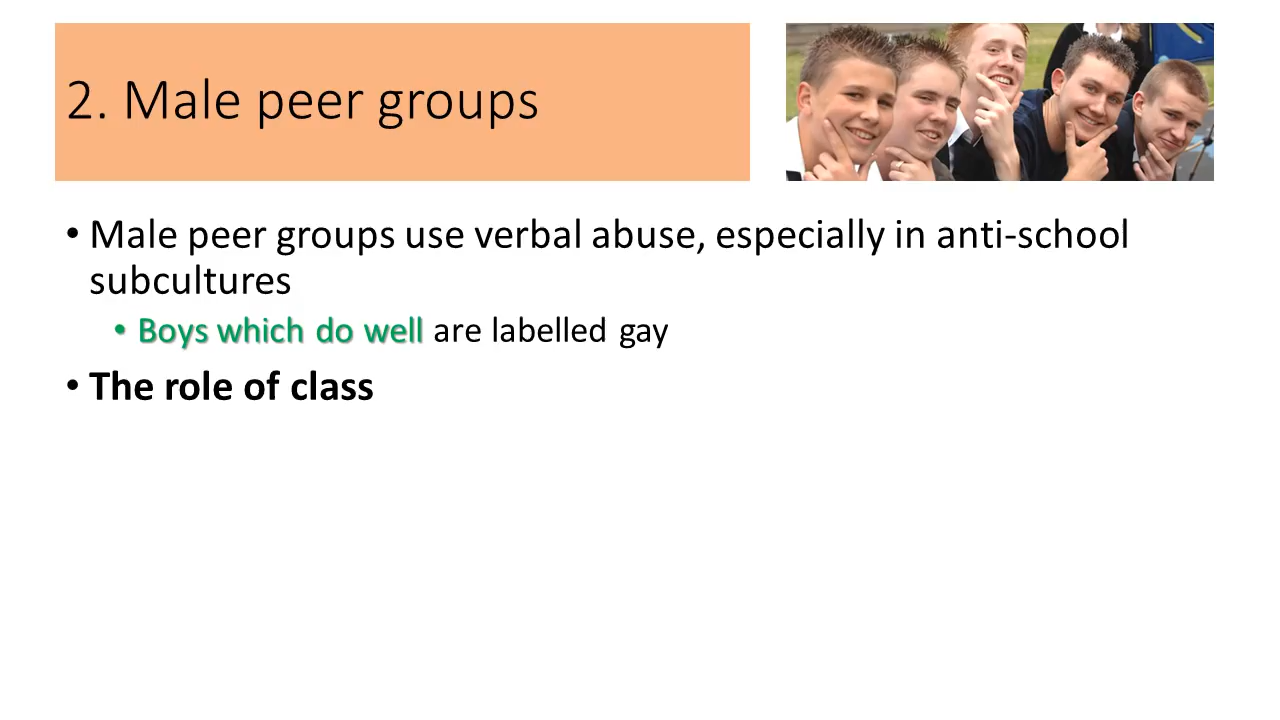 2. Male peer groups
• Male peer groups use verbal abuse, especially in anti-school
subcultures
• Boys which do well are labelled gay
• The role of class